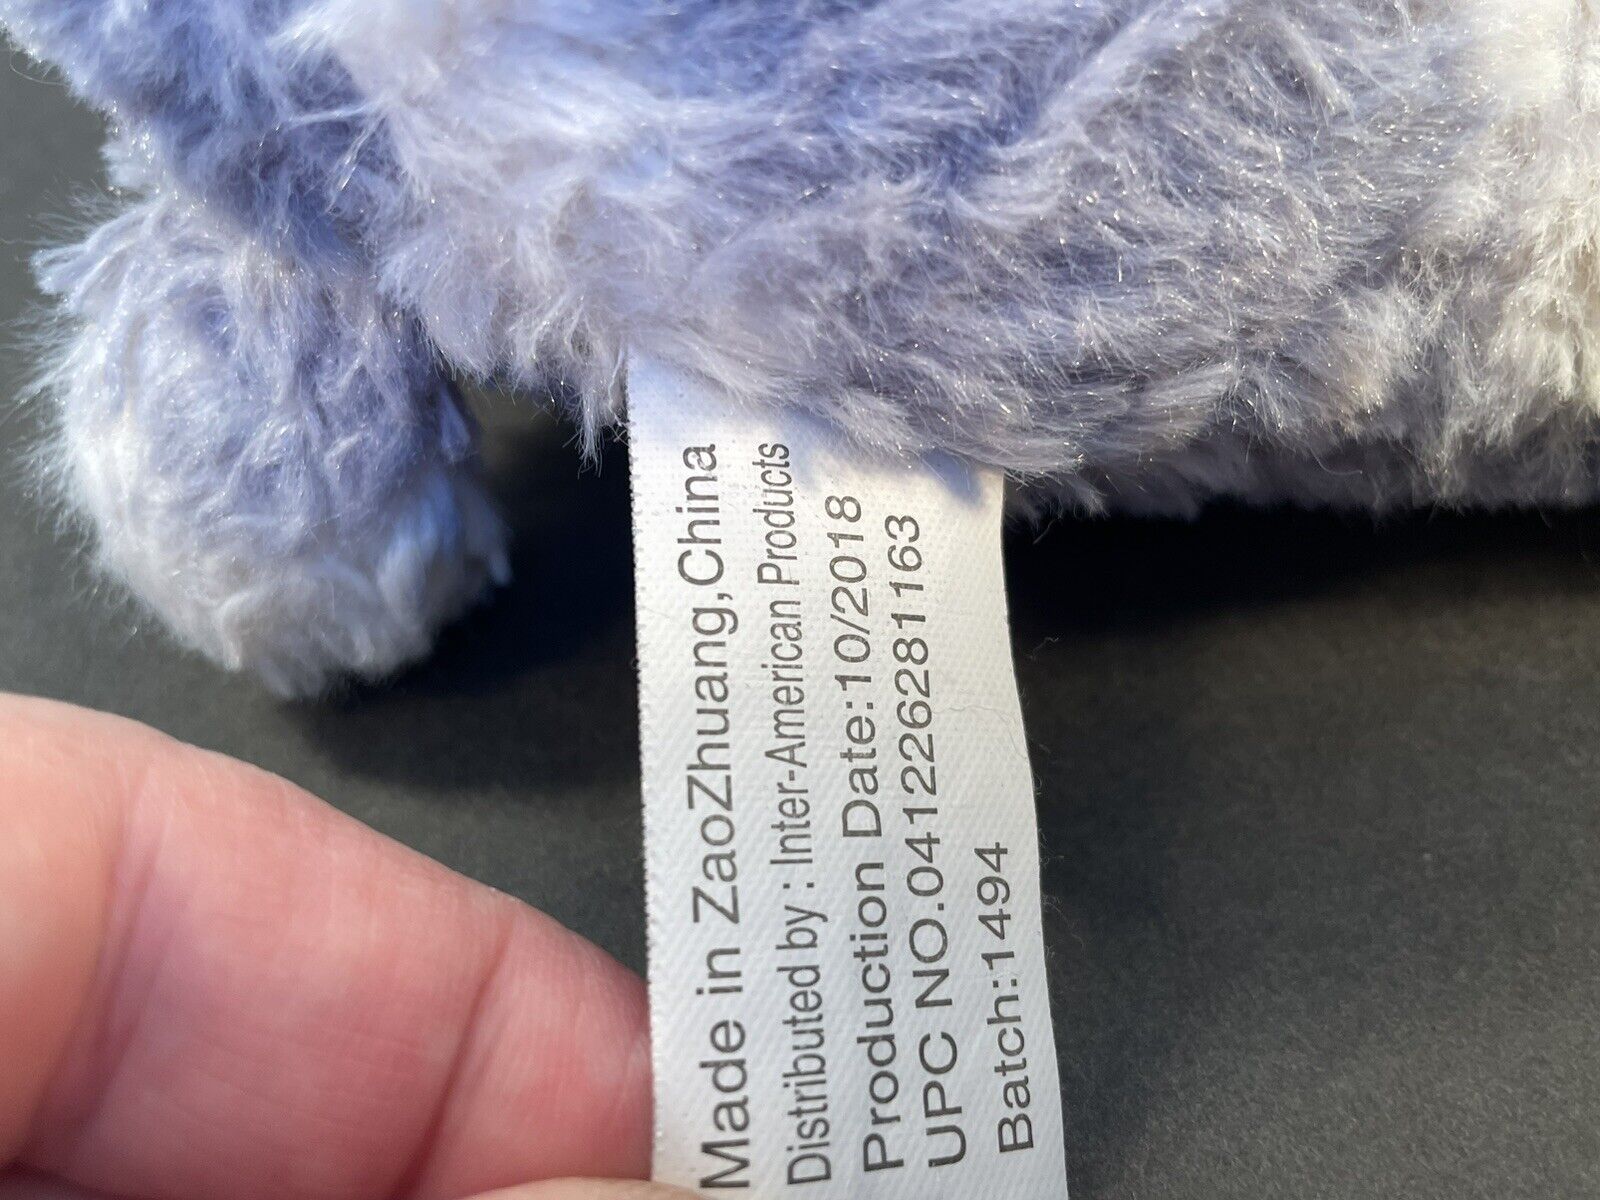 Made in ZaoZhuang,China
Distributed by : Inter-American Products
Production Date:10/2018
UPC NO.041226281163
Batch:1494